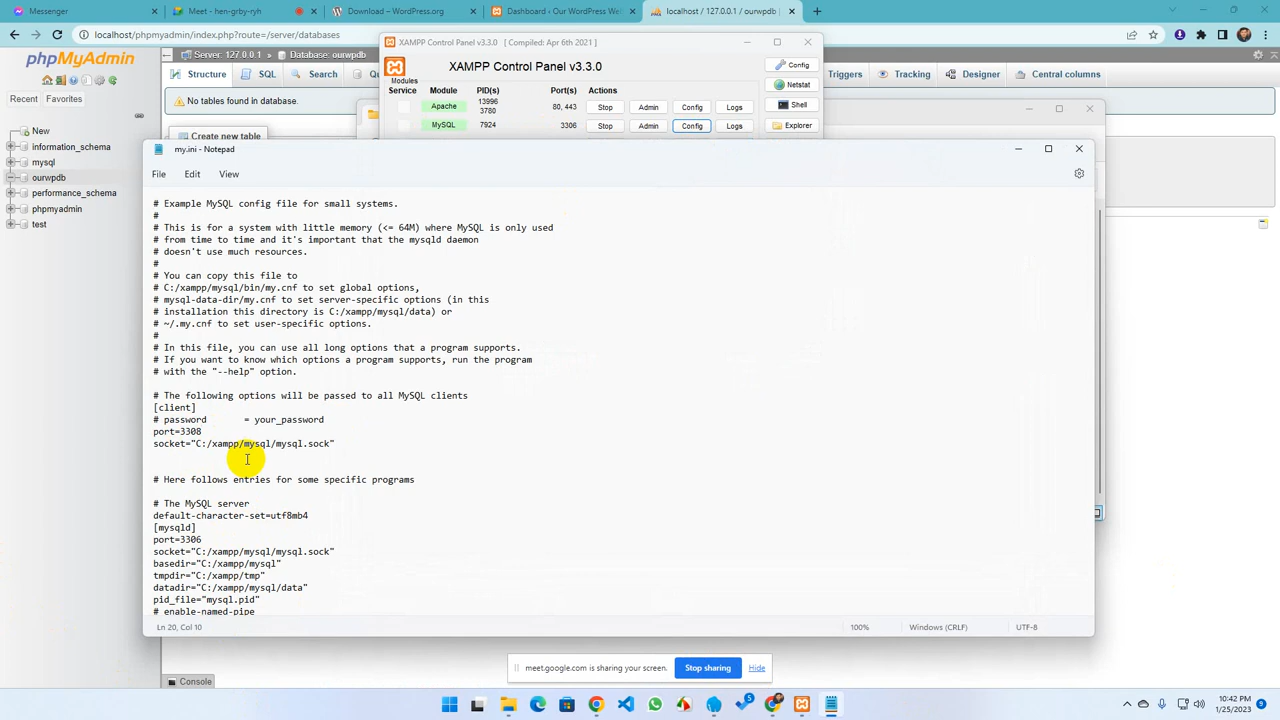 Messenger
Meet - hen-grby-ryh
Download – WordPress.org
Dashboard ‹ Our WordPress Web
localhost / 127.0.0.1 / ourwpdb |
localhost/phpmyadmin/index.php?route=/server/databases
phpMyAdmin
Recent
Favorites
New
information_schema
mysql
ourwpdb
performance_schema
phpmyadmin
test
Server: 127.0.0.1 » Database: ourwpdb
Structure
SQL
Search
Triggers
Tracking
Designer
Central columns
No tables found in database.
Create new table
Console
XAMPP Control Panel v3.3.0 [ Compiled: Apr 6th 2021 ]
XAMPP Control Panel v3.3.0
Modules
Service Module PID(s) Port(s) Actions
Apache 13996 3780 80, 443 Stop Admin Config Logs
MySQL 7924 3306 Stop Admin Config Logs
Config
Netstat
Shell
Explorer
my.ini - Notepad
File Edit View
# Example MySQL config file for small systems.
#
# This is for a system with little memory (<= 64M) where MySQL is only used
# from time to time and it's important that the mysqld daemon
# doesn't use much resources.
#
# You can copy this file to
# C:/xampp/mysql/bin/my.cnf to set global options,
# mysql-data-dir/my.cnf to set server-specific options (in this
# installation this directory is C:/xampp/mysql/data) or
# ~/.my.cnf to set user-specific options.
#
# In this file, you can use all long options that a program supports.
# If you want to know which options a program supports, run the program
# with the "--help" option.
# The following options will be passed to all MySQL clients
[client]
# password = your_password
port=3308
socket="C:/xampp/mysql/mysql.sock"
# Here follows entries for some specific programs
# The MySQL server
default-character-set=utf8mb4
[mysqld]
port=3306
socket="C:/xampp/mysql/mysql.sock"
basedir="C:/xampp/mysql"
tmpdir="C:/xampp/tmp"
datadir="C:/xampp/mysql/data"
pid_file="mysql.pid"
# enable-named-pipe
Ln 20, Col 10
100%
Windows (CRLF)
UTF-8
meet.google.com is sharing your screen.
Stop sharing
Hide
5
10:42 PM
1/25/2023